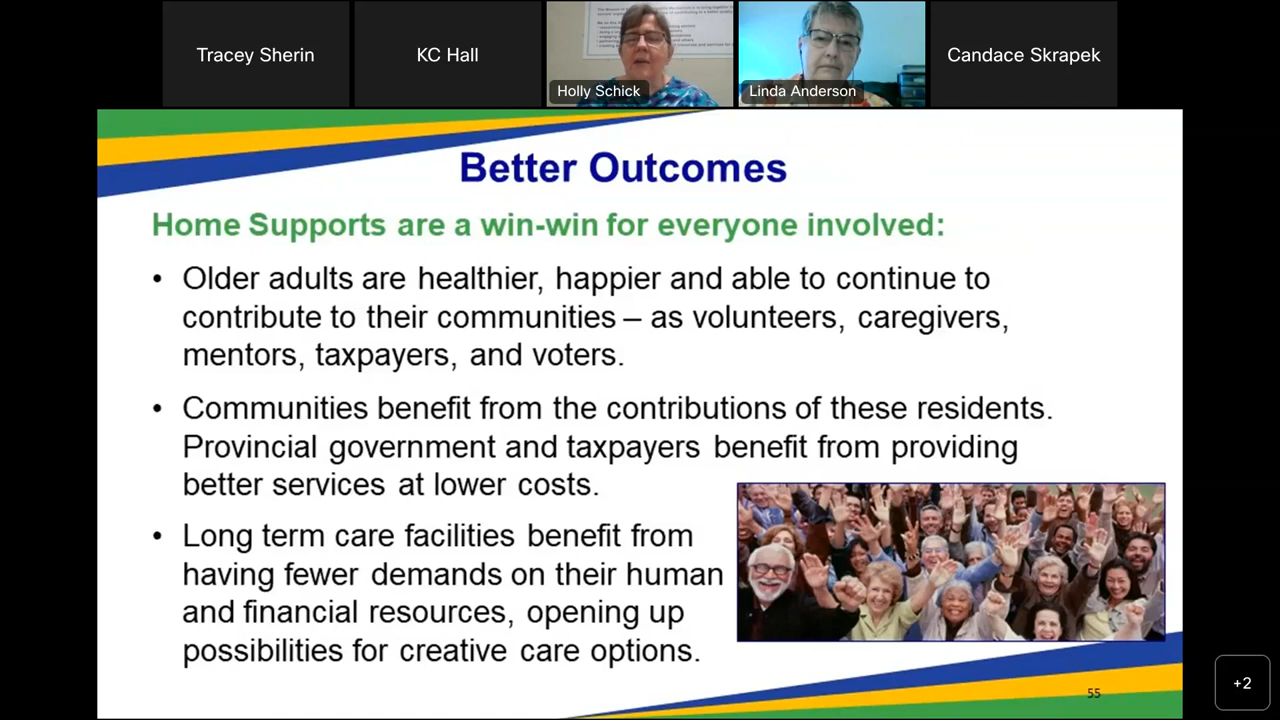 Tracey Sherin
KC Hall
Holly Schick
Linda Anderson
Candace Skrapek
Better Outcomes
Home Supports are a win-win for everyone involved:
• Older adults are healthier, happier and able to continue to
contribute to their communities – as volunteers, caregivers,
mentors, taxpayers, and voters.
• Communities benefit from the contributions of these residents.
Provincial government and taxpayers benefit from providing
better services at lower costs.
• Long term care facilities benefit from
having fewer demands on their human
and financial resources, opening up
possibilities for creative care options.
55
+2